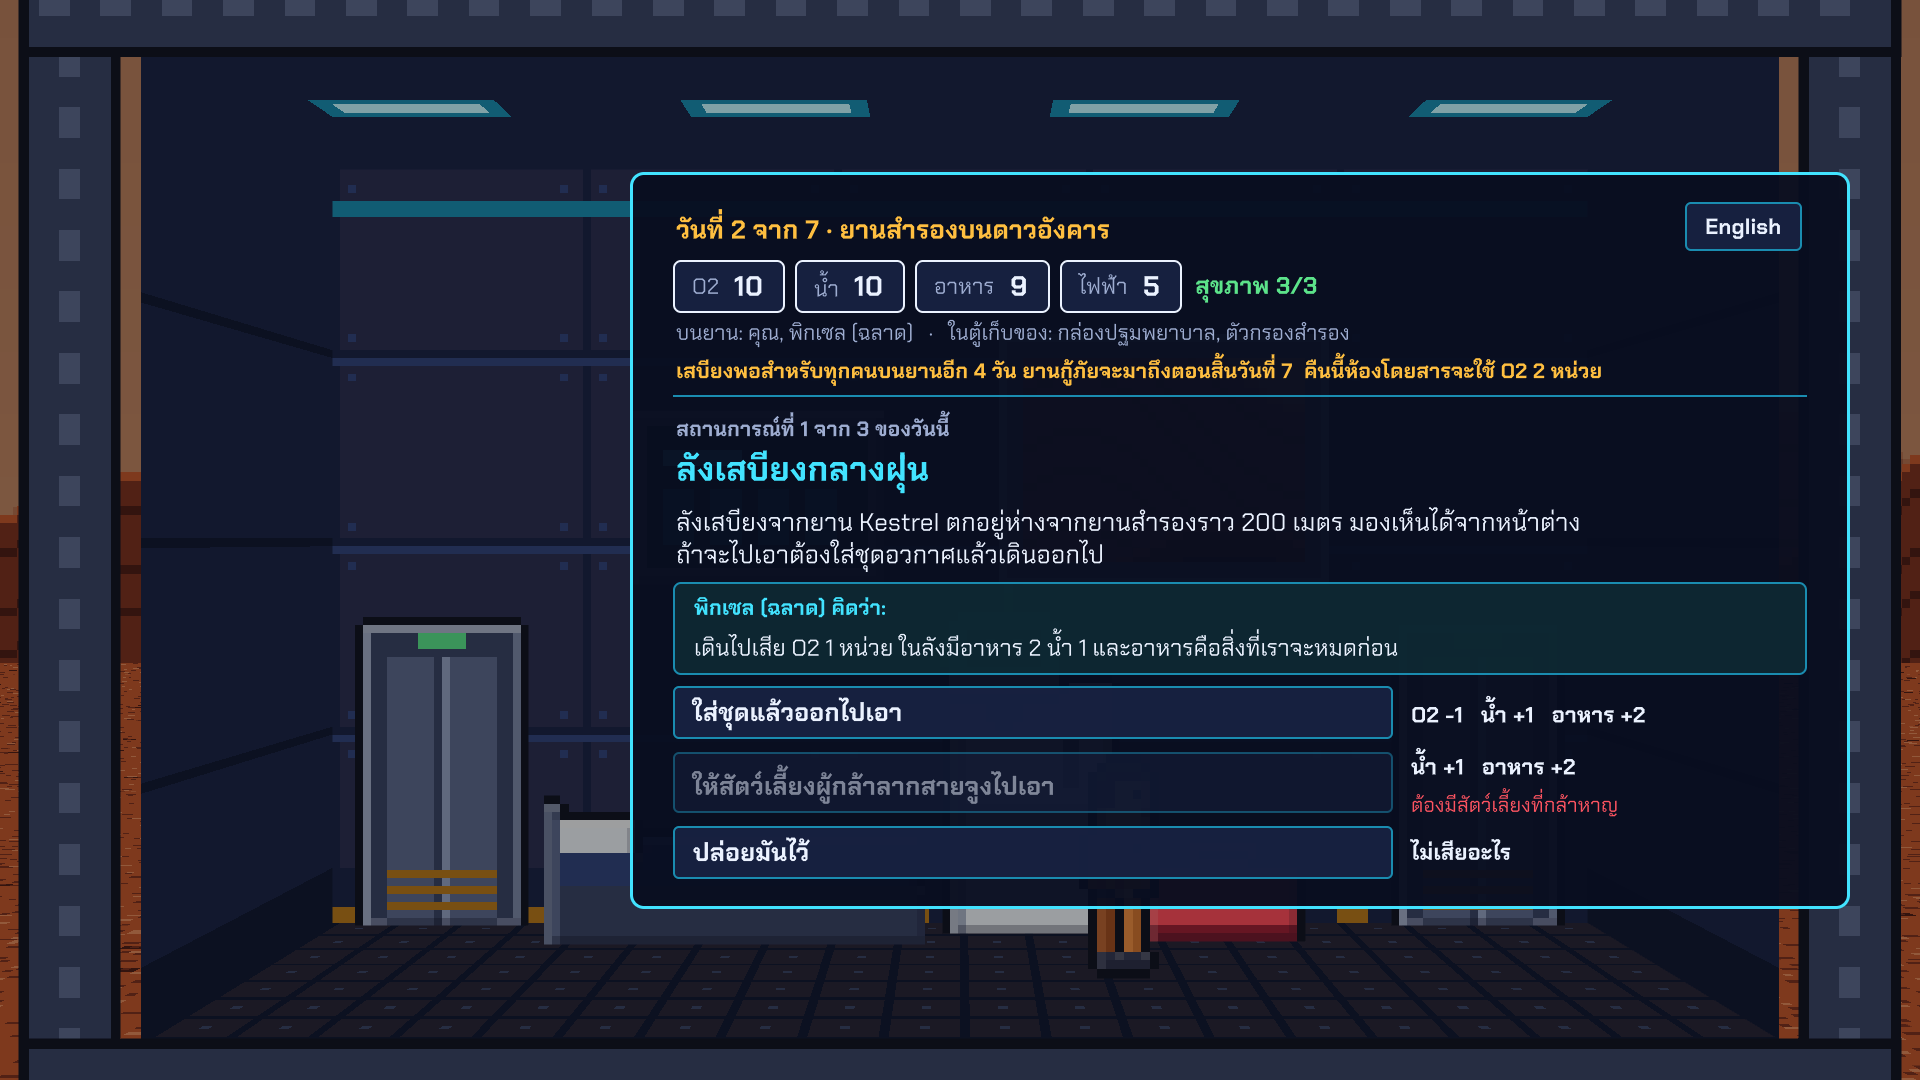 วันที่ 2 จาก 7 · ยานสำรองบนดาวอังคาร
English
O2 10 น้ำ 10 อาหาร 9 ไฟฟ้า 5 สุขภาพ 3/3
บนยาน: คุณ, พิกเซล (ฉลาด) · ในตู้เก็บของ: กล่องปฐมพยาบาล, ตัวกรองสำรอง
เสบียงพอสำหรับทุกคนบนยานอีก 4 วัน ยานกู้ภัยจะมาถึงตอนสิ้นวันที่ 7 คืนนี้ห้องโดยสารจะใช้ O2 2 หน่วย
สถานการณ์ที่ 1 จาก 3 ของวันนี้
ลังเสบียงกลางฝุ่น
ลังเสบียงจากยาน Kestrel ตกอยู่ห่างจากยานสำรองราว 200 เมตร มองเห็นได้จากหน้าต่าง
ถ้าจะไปเอาต้องใส่ชุดอวกาศแล้วเดินออกไป
พิกเซล (ฉลาด) คิดว่า:
เดินไปเสีย O2 1 หน่วย ในลังมีอาหาร 2 น้ำ 1 และอาหารคือสิ่งที่เราจะหมดก่อน
ใส่ชุดแล้วออกไปเอา
O2 -1 น้ำ +1 อาหาร +2
ให้สัตว์เลี้ยงผู้กล้าลากสายจูงไปเอา
น้ำ +1 อาหาร +2
ต้องมีสัตว์เลี้ยงที่กล้าหาญ
ปล่อยมันไว้
ไม่เสียอะไร